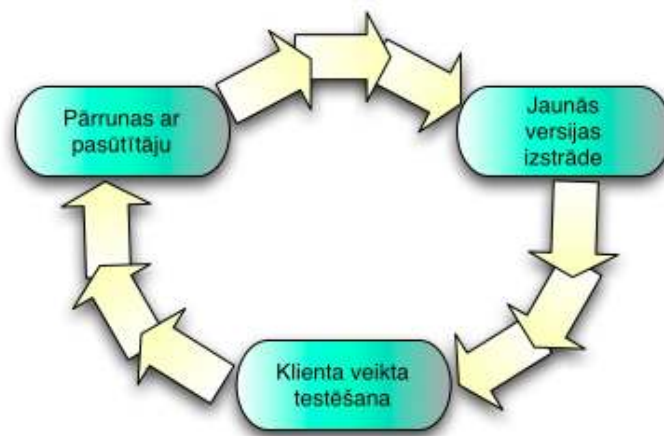 Pārrunas ar
pasūtītāju
Jaunās
versijas
izstrāde
Klienta veikta
testēšana